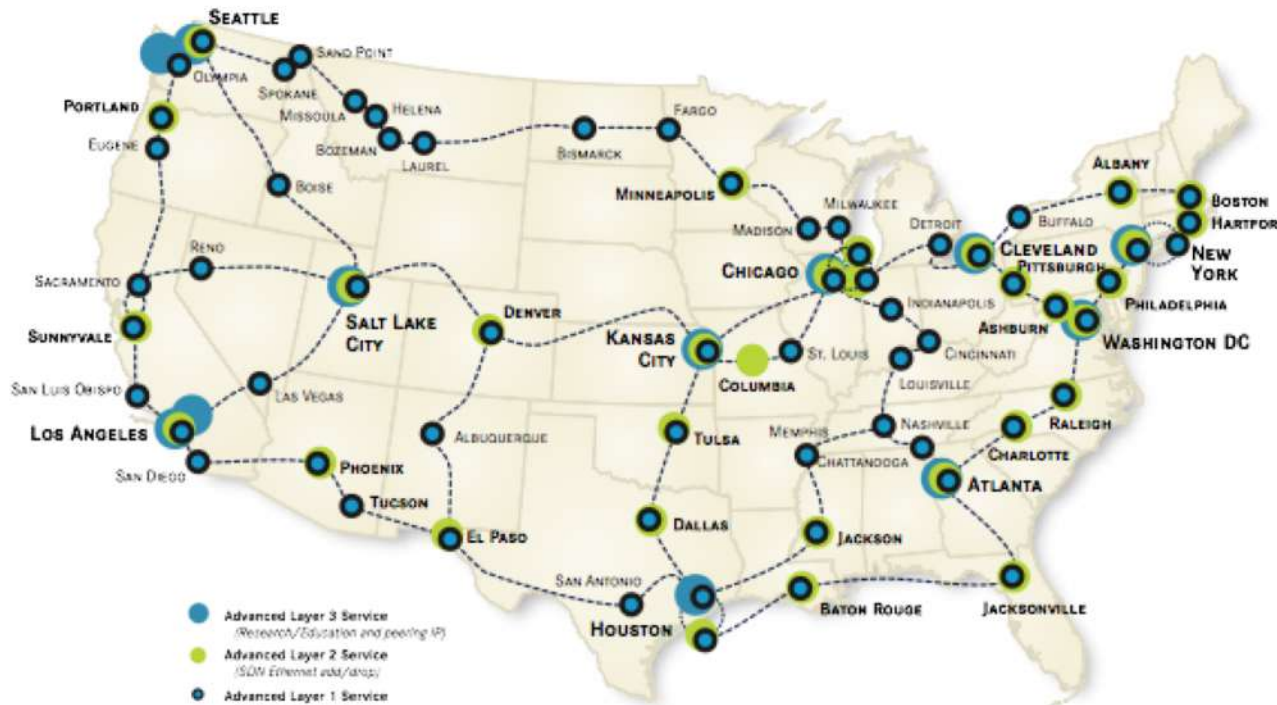 SEATTLE
SAND POINT
OLYMPIA
SPOKANE
PORTLAND
MISSOULA
HELENA
FARGO
EUGENE
BOZEMAN
LAUREL
BISMARCK
ALBANY
BOISE
MINNEAPOLIS
MILWAUKEE
BOSTON
MADISON
DETROIT
BUFFALO
HARTFOR
RENO
CLEVELAND
NEW
YORK
CHICAGO
PITTSBURGH
SACRAMENTO
INDIANAPOLIS
PHILADELPHIA
SUNNYVALE
SALT LAKE
CITY
DENVER
KANSAS
CITY
ASHBURN
WASHINGTON DC
ST. LOUIS
CINCINNATI
COLUMBIA
LOUISVILLE
SAN LUIS OBISPO
LAS VEGAS
LOS ANGELES
ALBUQUERQUE
TULSA
MEMPHIS
NASHVILLE
RALEIGH
CHATTANOOGA
CHARLOTTE
SAN DIEGO
PHOENIX
ATLANTA
TUCSON
EL PASO
DALLAS
JACKSON
SAN ANTONIO
HOUSTON
BATON ROUGE
JACKSONVILLE
Advanced Layer 3 Service
(Research/Education and peering IP)
Advanced Layer 2 Service
(SDN Ethernet add/drop)
Advanced Layer 1 Service